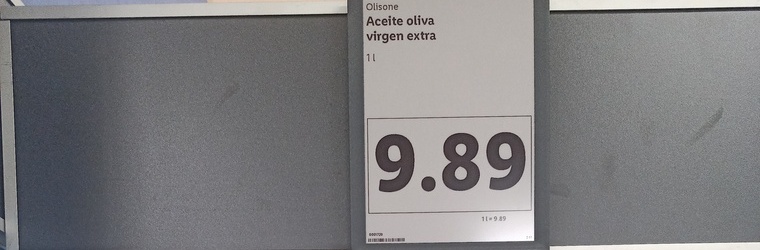 Olisone
Aceite oliva
virgen extra
1 l
9.89
1 l = 9.89